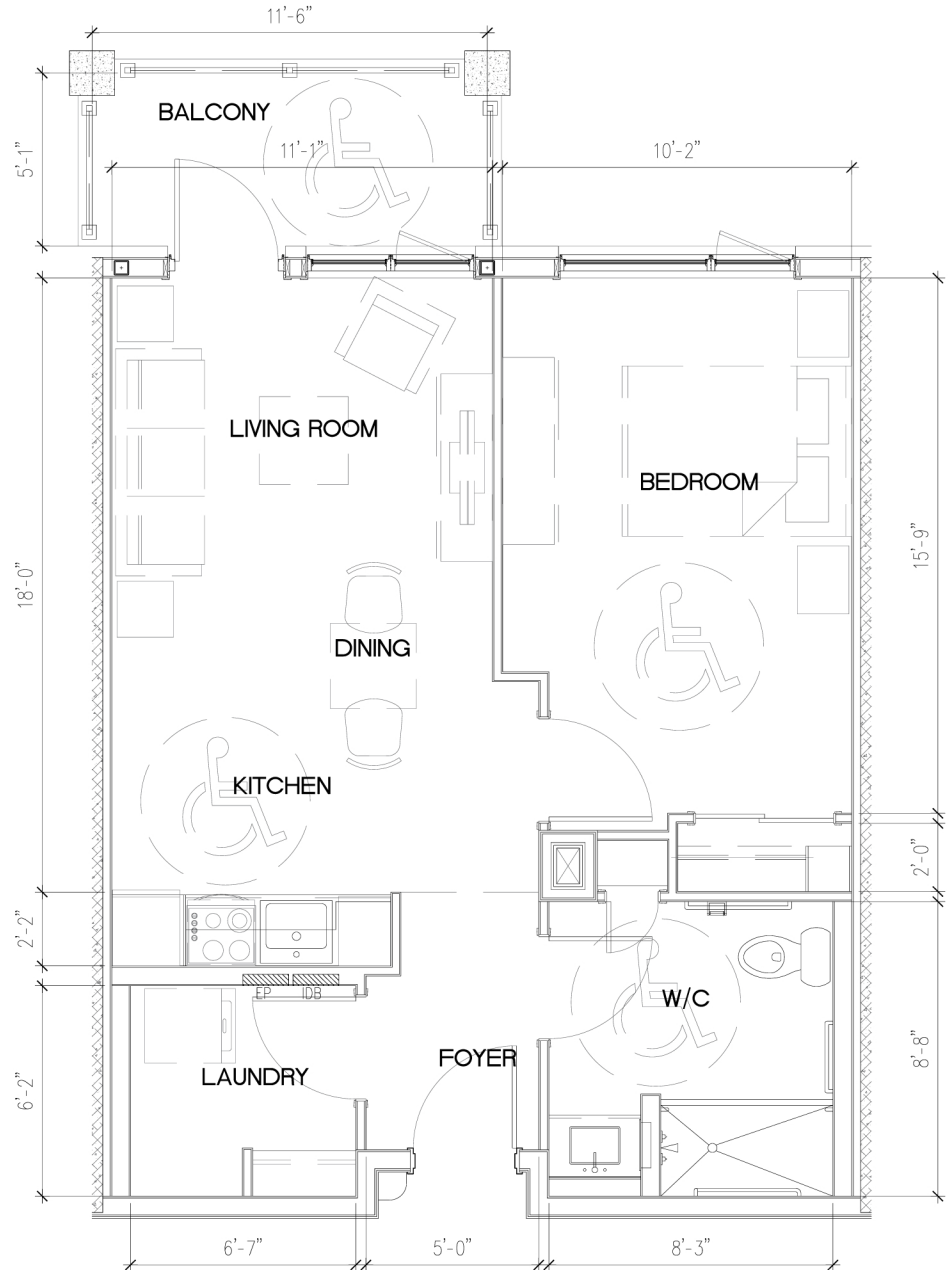 11'-6"
BALCONY
5'-1"
11'-1"
10'-2"
LIVING ROOM
BEDROOM
18'-0"
15'-9"
DINING
KITCHEN
2'-0"
2'-2"
EP
IDB
W/C
FOYER
LAUNDRY
6'-2"
8'-8"
6'-7"
5'-0"
8'-3"